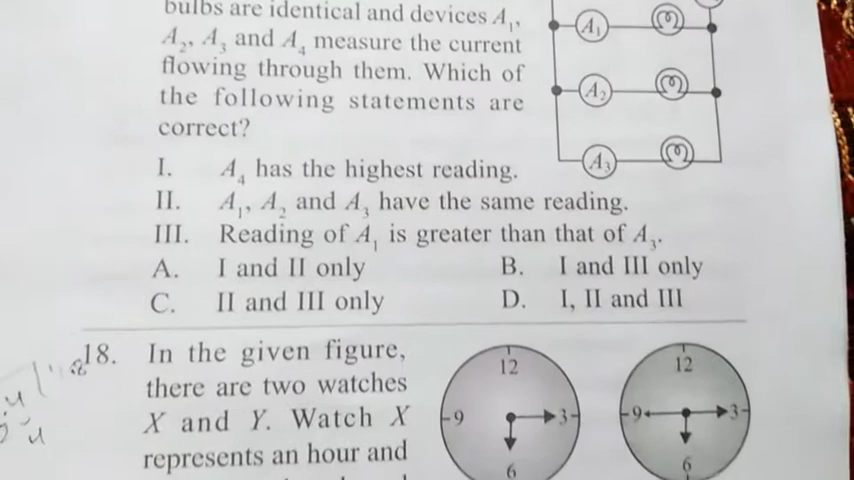 bulbs are identical and devices A₁,
A₂, A₃ and A₄ measure the current
flowing through them. Which of
the following statements are
correct?
A₁
A₂
A₃
I. A₄ has the highest reading.
II. A₁, A₂ and A₃ have the same reading.
III. Reading of A₁ is greater than that of A₃.
A. I and II only B. I and III only
C. II and III only D. I, II and III
18. In the given figure,
there are two watches
X and Y. Watch X
represents an hour and
12
9 3
6
12
9 3
6